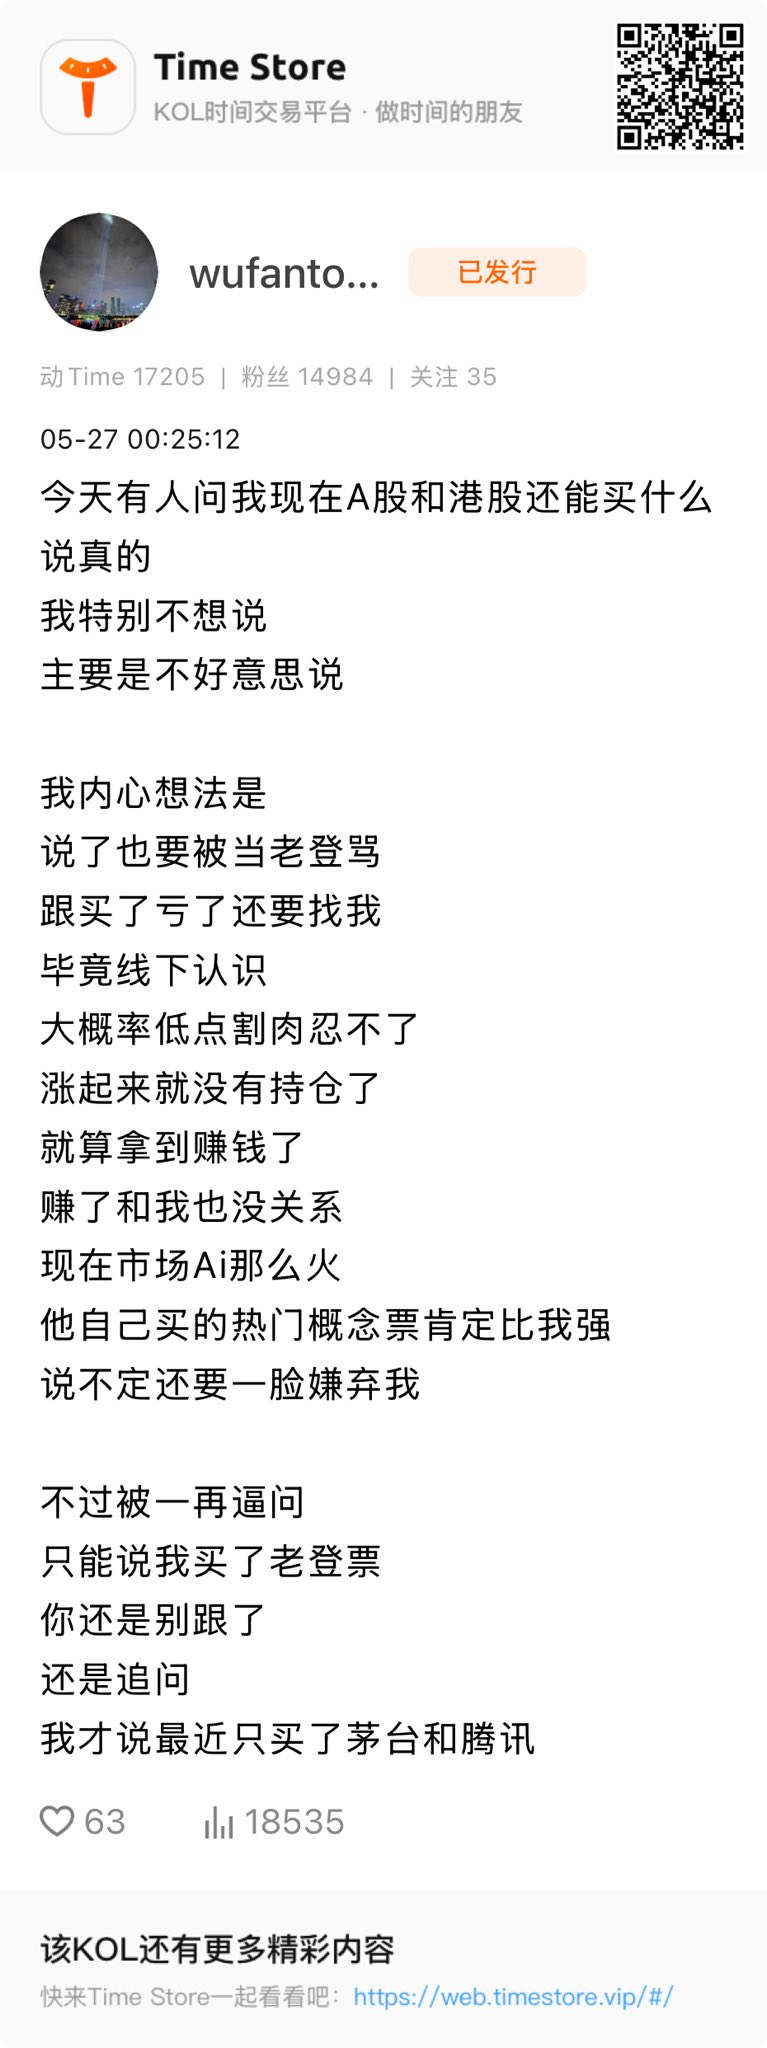 Time Store
KOL时间交易平台 · 做时间的朋友
wufanto...
已发行
动Time 17205 | 粉丝 14984 | 关注 35
05-27 00:25:12
今天有人问我现在A股和港股还能买什么
说真的
我特别不想说
主要是不好意思说
我内心想法是
说了也要被当老登骂
跟买了亏了还要找我
毕竟线下认识
大概率低点割肉忍不了
涨起来就没有持仓了
就算拿到赚钱了
赚了和我也没关系
现在市场Ai那么火
他自己买的热门概念票肯定比我强
说不定还要一脸嫌弃我
不过被一再逼问
只能说我买了老登票
你还是别跟了
还是追问
我才说最近只买了茅台和腾讯
63
18535
该KOL还有更多精彩内容
快来Time Store一起看看吧：https://web.timestore.vip/#/